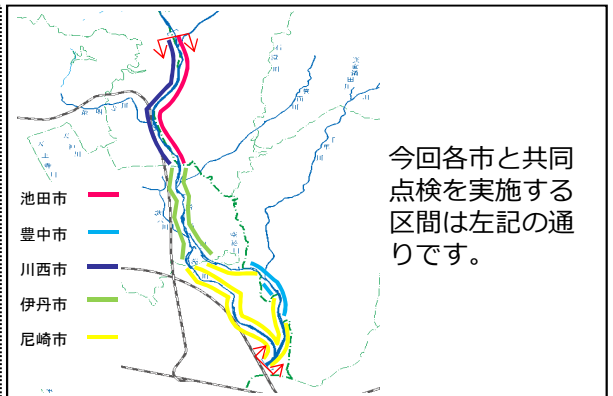 池田市
豊中市
川西市
伊丹市
尼崎市
今回各市と共同
点検を実施する
区間は左記の通
りです。